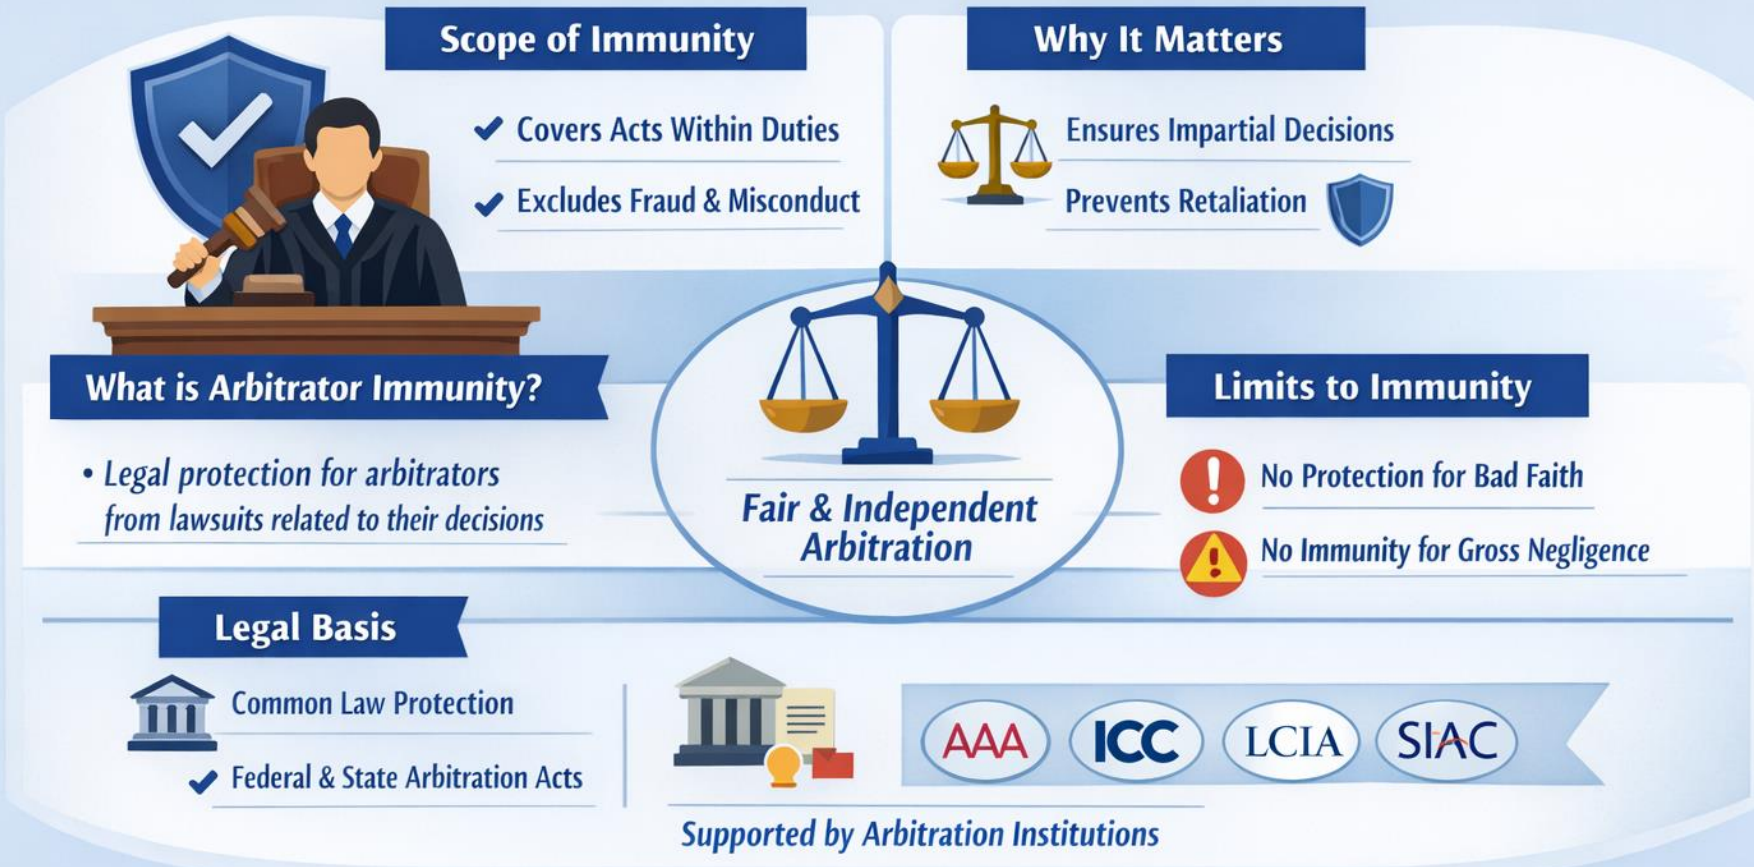 Scope of Immunity
Covers Acts Within Duties
Excludes Fraud & Misconduct
Why It Matters
Ensures Impartial Decisions
Prevents Retaliation
What is Arbitrator Immunity?
• Legal protection for arbitrators
from lawsuits related to their decisions
Fair & Independent
Arbitration
Limits to Immunity
No Protection for Bad Faith
No Immunity for Gross Negligence
Legal Basis
Common Law Protection
Federal & State Arbitration Acts
AAA ICC LCIA SIAC
Supported by Arbitration Institutions